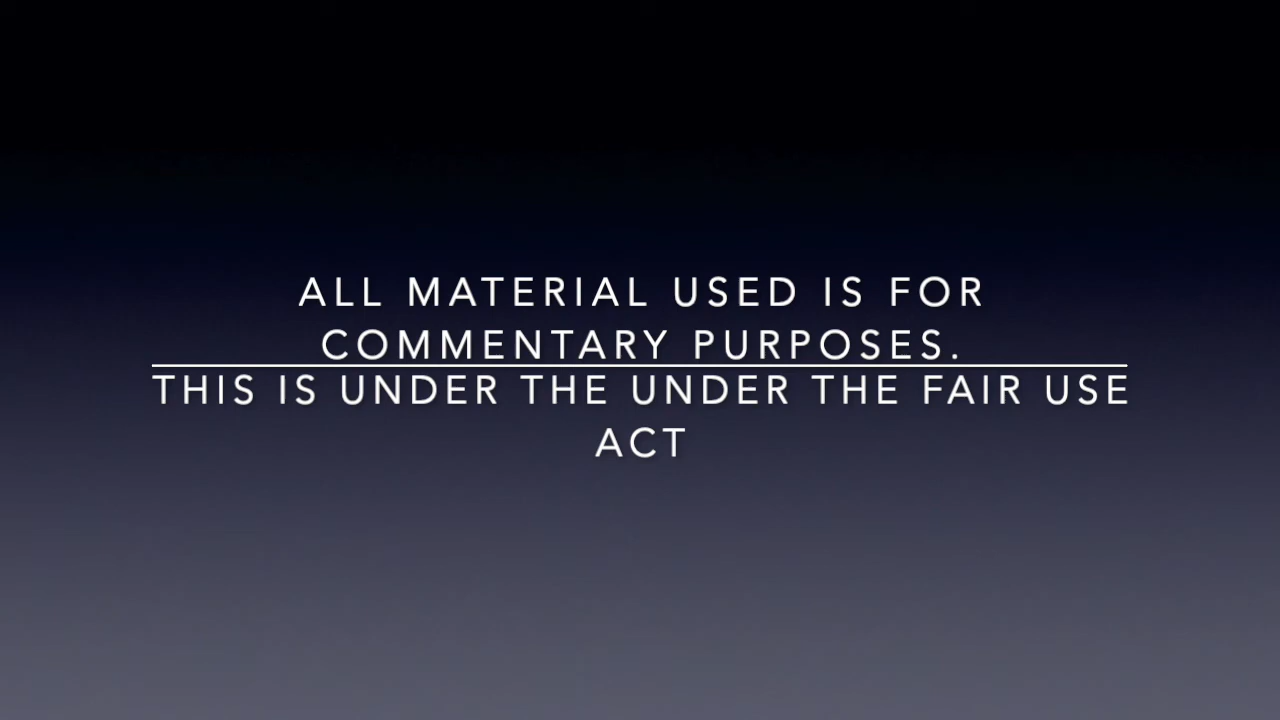 ALL MATERIAL USED IS FOR
COMMENTARY PURPOSES.
THIS IS UNDER THE UNDER THE FAIR USE
ACT